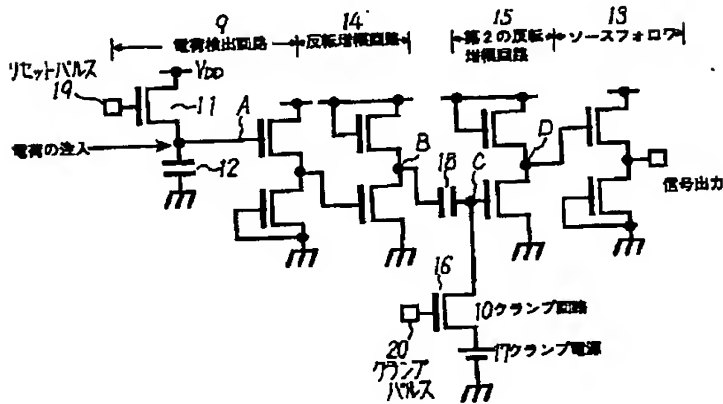 9
電荷検出回路
14
反転増幅回路
15
第2の反転
増幅回路
13
ソースフォロワ
リセットパルス
19
VDD
11
A
電荷の注入
12
B
18
C
D
信号出力
16
10クランプ回路
20
クランプ
パルス
17クランプ電源